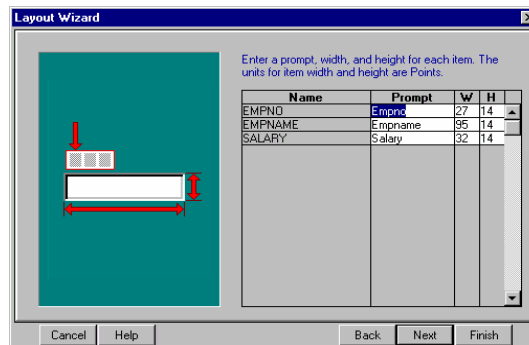 Layout Wizard
Enter a prompt, width, and height for each item. The
units for item width and height are Points.
Name Prompt W H
EMPNO Empno 27 14
EMPNAME Empname 95 14
SALARY Salary 32 14
Cancel Help Back Next Finish